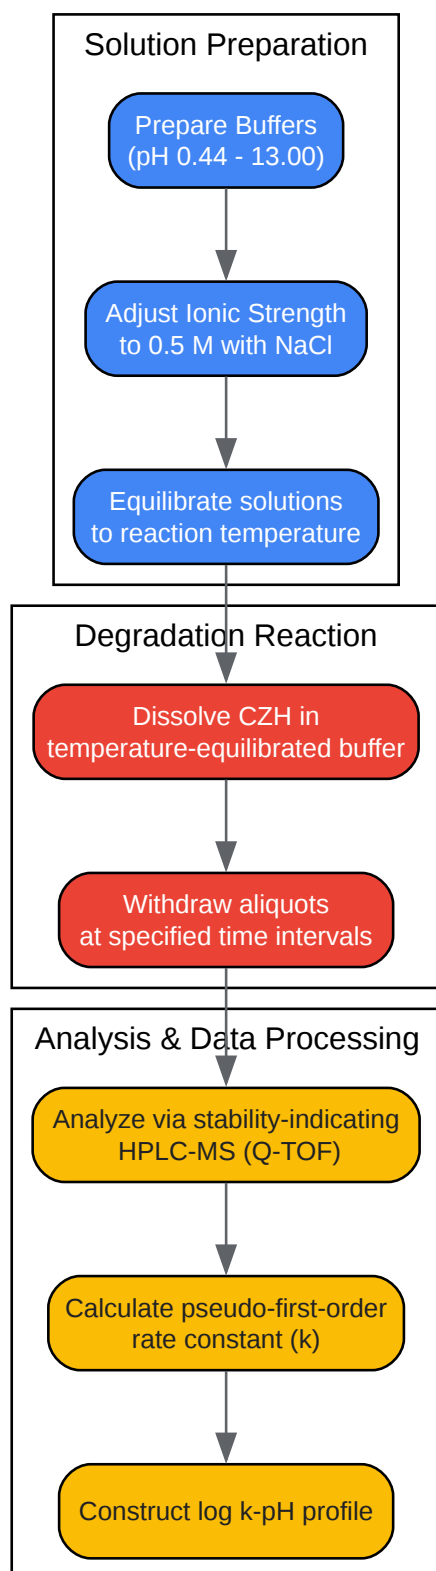 Solution Preparation
Prepare Buffers
(pH 0.44 - 13.00)
Adjust Ionic Strength
to 0.5 M with NaCl
Equilibrate solutions
to reaction temperature
Degradation Reaction
Dissolve CZH in
temperature-equilibrated buffer
Withdraw aliquots
at specified time intervals
Analysis & Data Processing
Analyze via stability-indicating
HPLC-MS (Q-TOF)
Calculate pseudo-first-order
rate constant (k)
Construct log k-pH profile